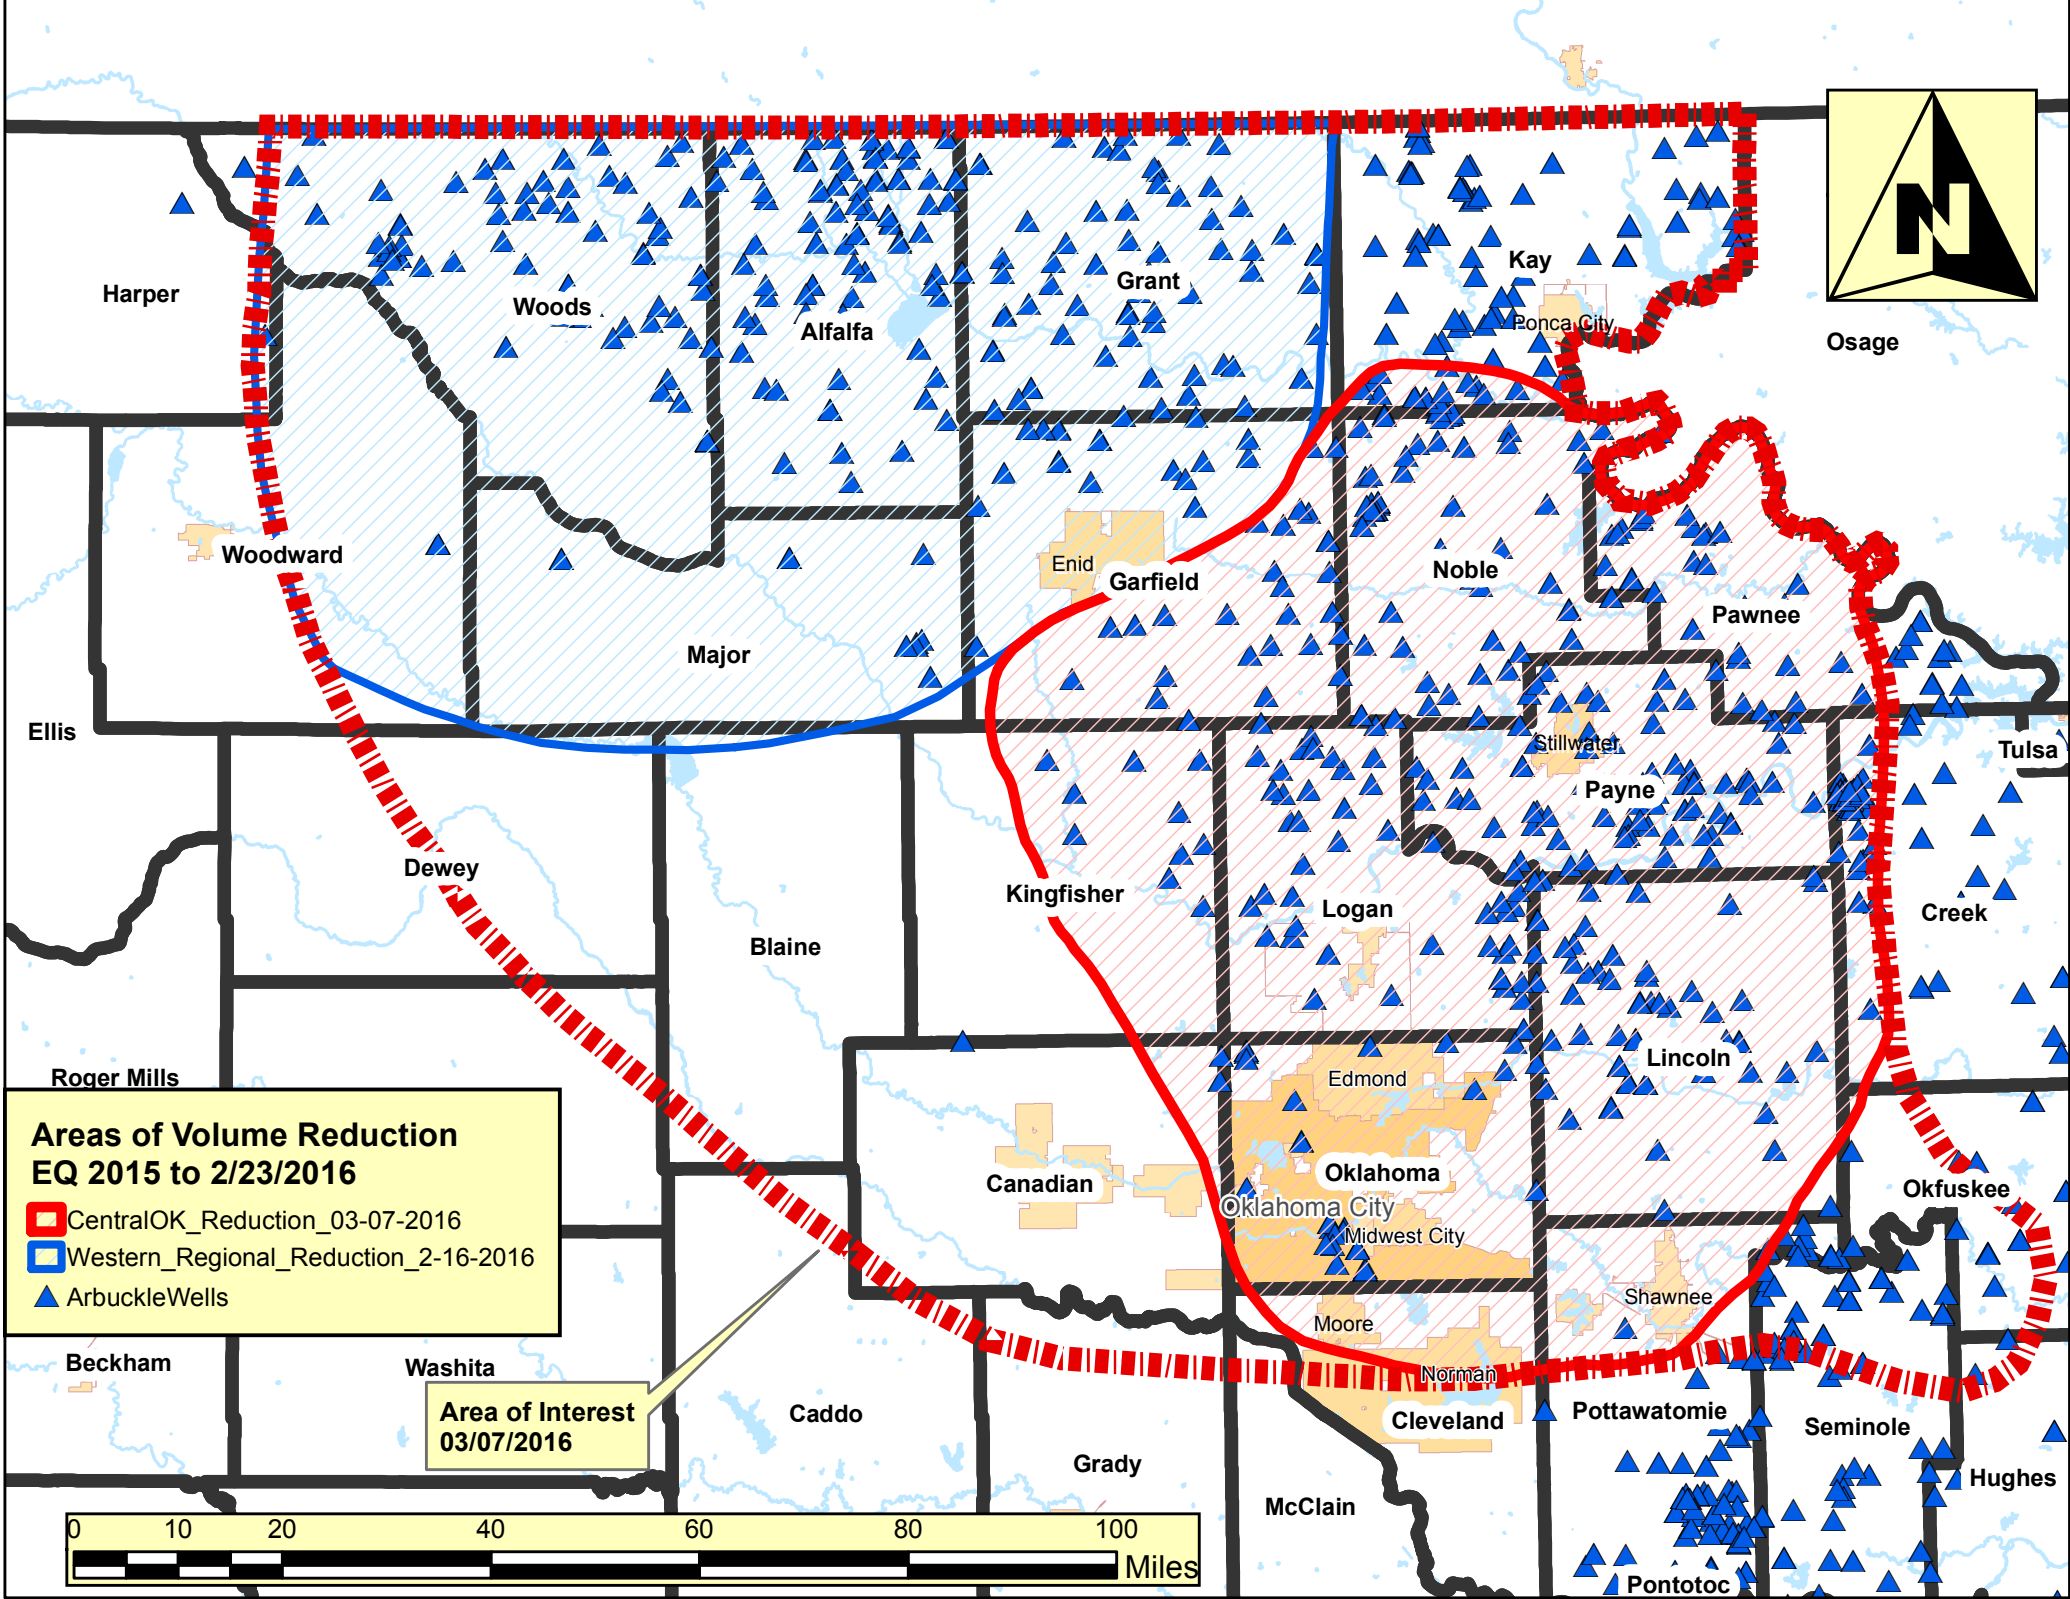 N
Harper
Woods
Alfalfa
Grant
Kay
Ponca City
Osage
Woodward
Enid
Garfield
Noble
Pawnee
Major
Ellis
Stillwater
Tulsa
Payne
Dewey
Kingfisher
Logan
Creek
Blaine
Lincoln
Roger Mills
Edmond
Canadian
Oklahoma
Okfuskee
Oklahoma City
Midwest City
Areas of Volume Reduction
EQ 2015 to 2/23/2016
CentralOK_Reduction_03-07-2016
Western_Regional_Reduction_2-16-2016
ArbuckleWells
Shawnee
Moore
Beckham
Washita
Norman
Area of Interest
03/07/2016
Caddo
Cleveland
Pottawatomie
Seminole
Grady
Hughes
McClain
0 10 20 40 60 80 100
Miles
Pontotoc